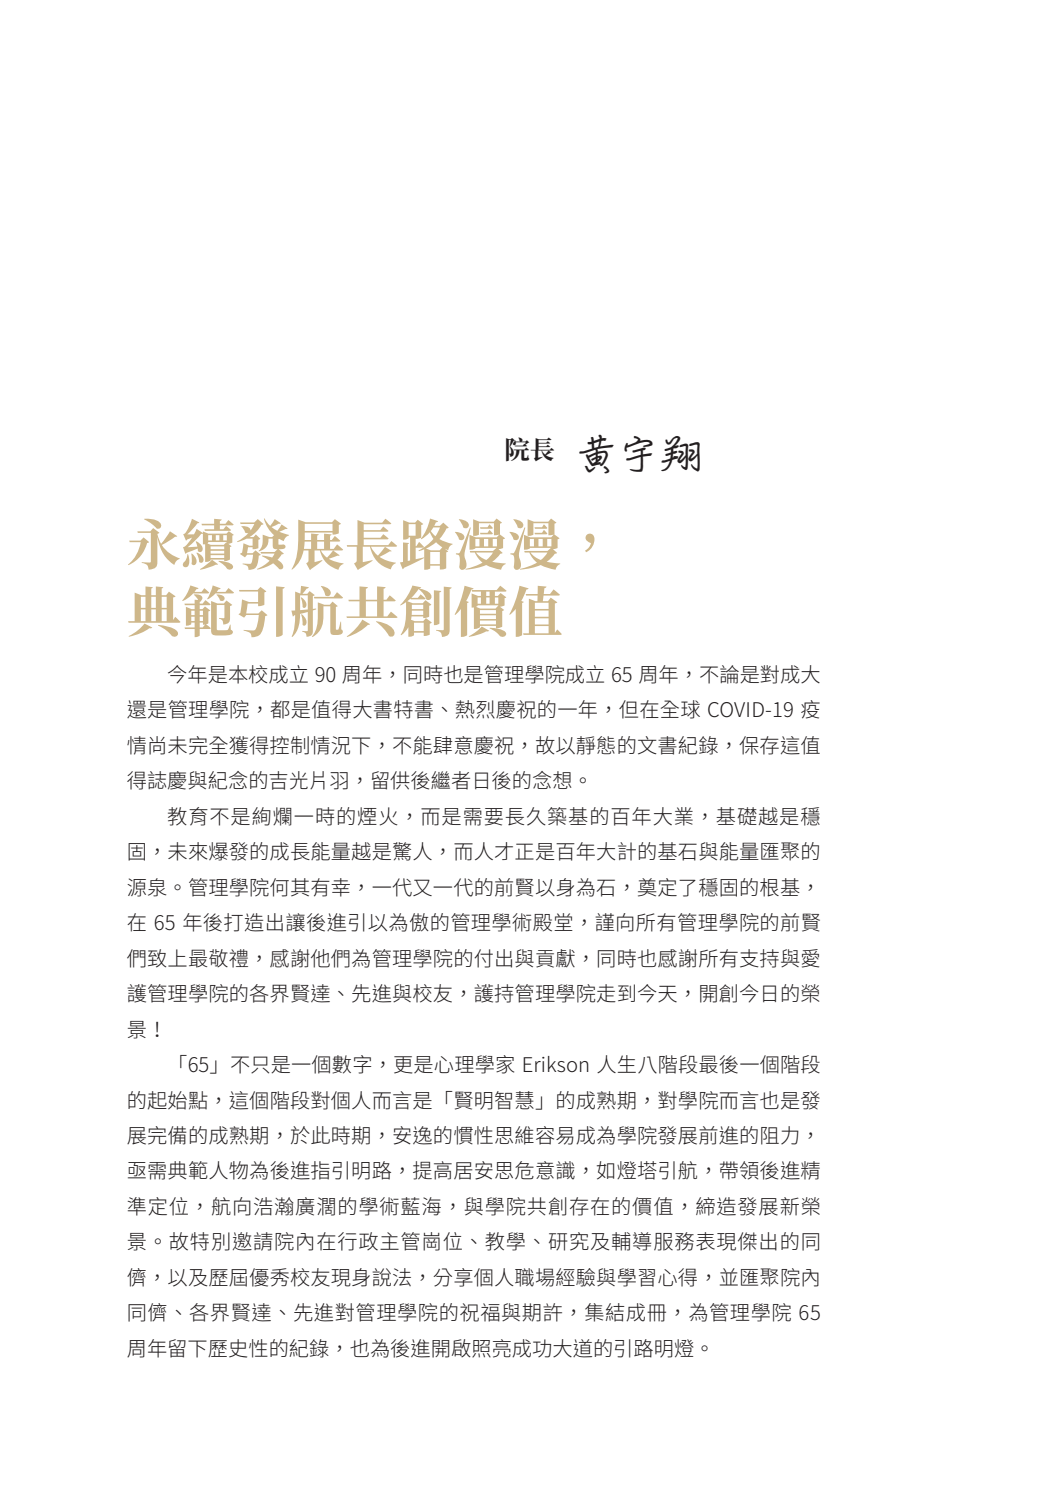 院長 黃宇翔
永續發展長路漫漫，
典範引航共創價值
今年是本校成立 90 周年，同時也是管理學院成立 65 周年，不論是對成大
還是管理學院，都是值得大書特書、熱烈慶祝的一年，但在全球 COVID-19 疫
情尚未完全獲得控制情況下，不能肆意慶祝，故以靜態的文書紀錄，保存這值
得誌慶與紀念的吉光片羽，留供後繼者日後的念想。
教育不是絢爛一時的煙火，而是需要長久築基的百年大業，基礎越是穩
固，未來爆發的成長能量越是驚人，而人才正是百年大計的基石與能量匯聚的
源泉。管理學院何其有幸，一代又一代的前賢以身為石，奠定了穩固的根基，
在 65 年後打造出讓後進引以為傲的管理學術殿堂，謹向所有管理學院的前賢
們致上最敬禮，感謝他們為管理學院的付出與貢獻，同時也感謝所有支持與愛
護管理學院的各界賢達、先進與校友，護持管理學院走到今天，開創今日的榮
景！
「65」不只是一個數字，更是心理學家 Erikson 人生八階段最後一個階段
的起始點，這個階段對個人而言是「賢明智慧」的成熟期，對學院而言也是發
展完備的成熟期，於此時期，安逸的慣性思維容易成為學院發展前進的阻力，
亟需典範人物為後進指引明路，提高居安思危意識，如燈塔引航，帶領後進精
準定位，航向浩瀚廣濶的學術藍海，與學院共創存在的價值，締造發展新榮
景。故特別邀請院內在行政主管崗位、教學、研究及輔導服務表現傑出的同
儕，以及歷屆優秀校友現身說法，分享個人職場經驗與學習心得，並匯聚院內
同儕、各界賢達、先進對管理學院的祝福與期許，集結成冊，為管理學院 65
周年留下歷史性的紀錄，也為後進開啟照亮成功大道的引路明燈。